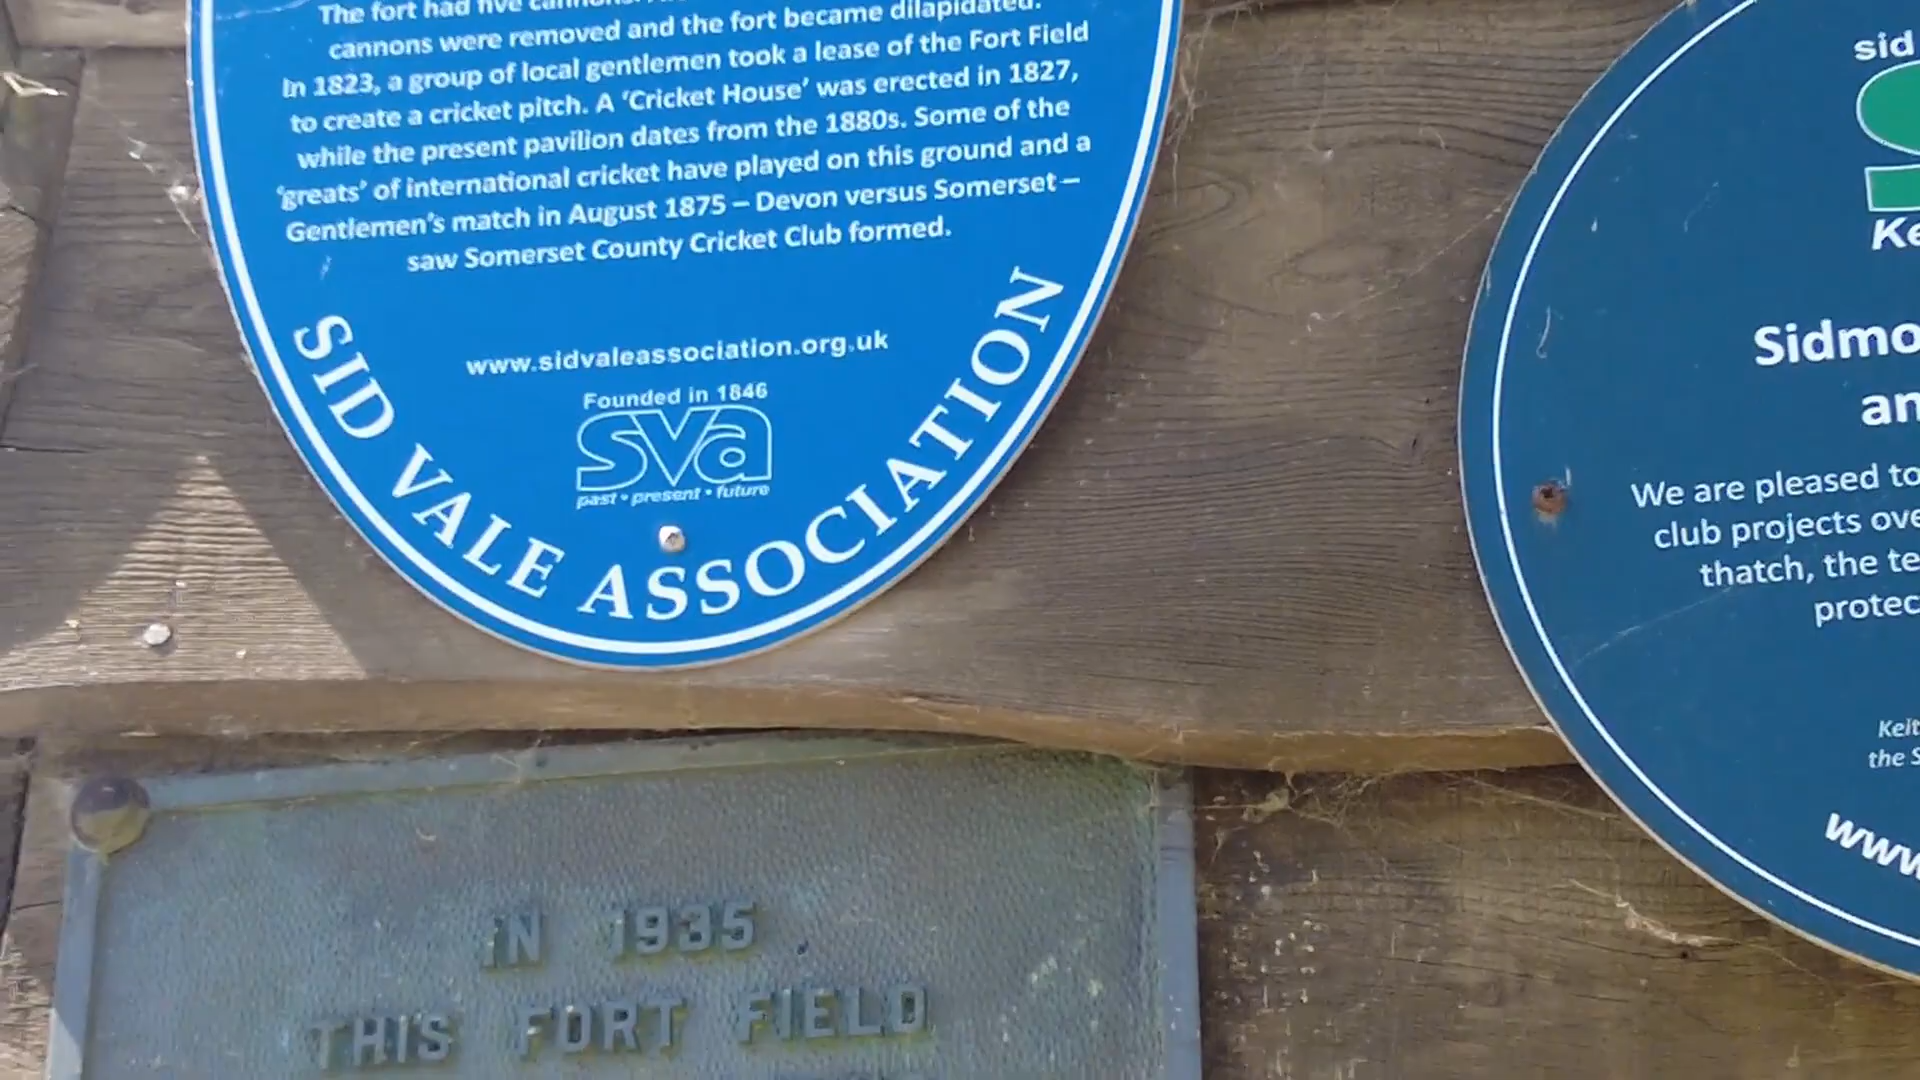 The fort had five
cannons were removed and the fort became dilapidated.
In 1823, a group of local gentlemen took a lease of the Fort Field
to create a cricket pitch. A ‘Cricket House’ was erected in 1827,
while the present pavilion dates from the 1880s. Some of the
‘greats’ of international cricket have played on this ground and a
Gentlemen’s match in August 1875 – Devon versus Somerset –
saw Somerset County Cricket Club formed.
www.sidvaleassociation.org.uk
Founded in 1846
sva
past • present • future
SID VALE ASSOCIATION
sid
Ke
Sidmo
an
We are pleased to
club projects ove
thatch, the te
protec
Keit
the S
www
IN 1935
THIS FORT FIELD